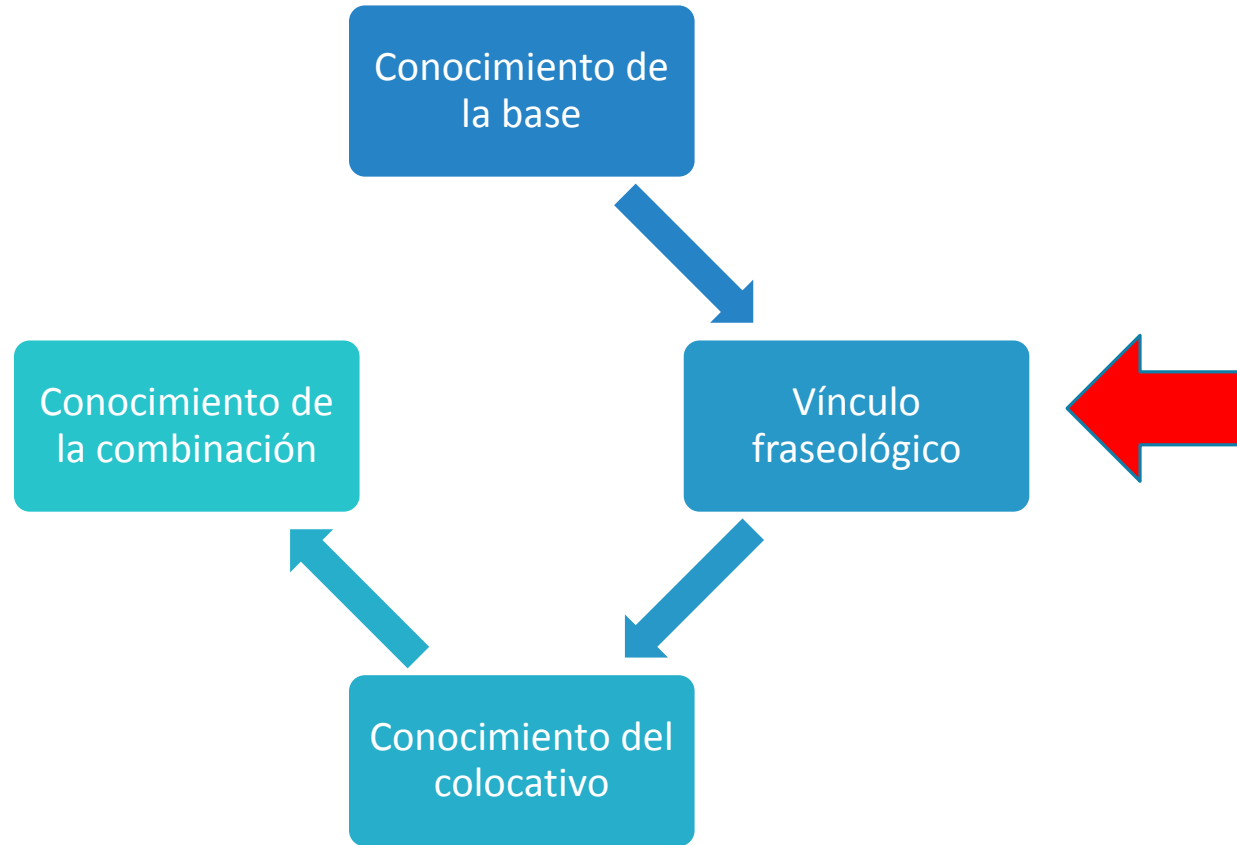 Conocimiento de
la base
Vínculo
fraseológico
Conocimiento del
colocativo
Conocimiento de
la combinación